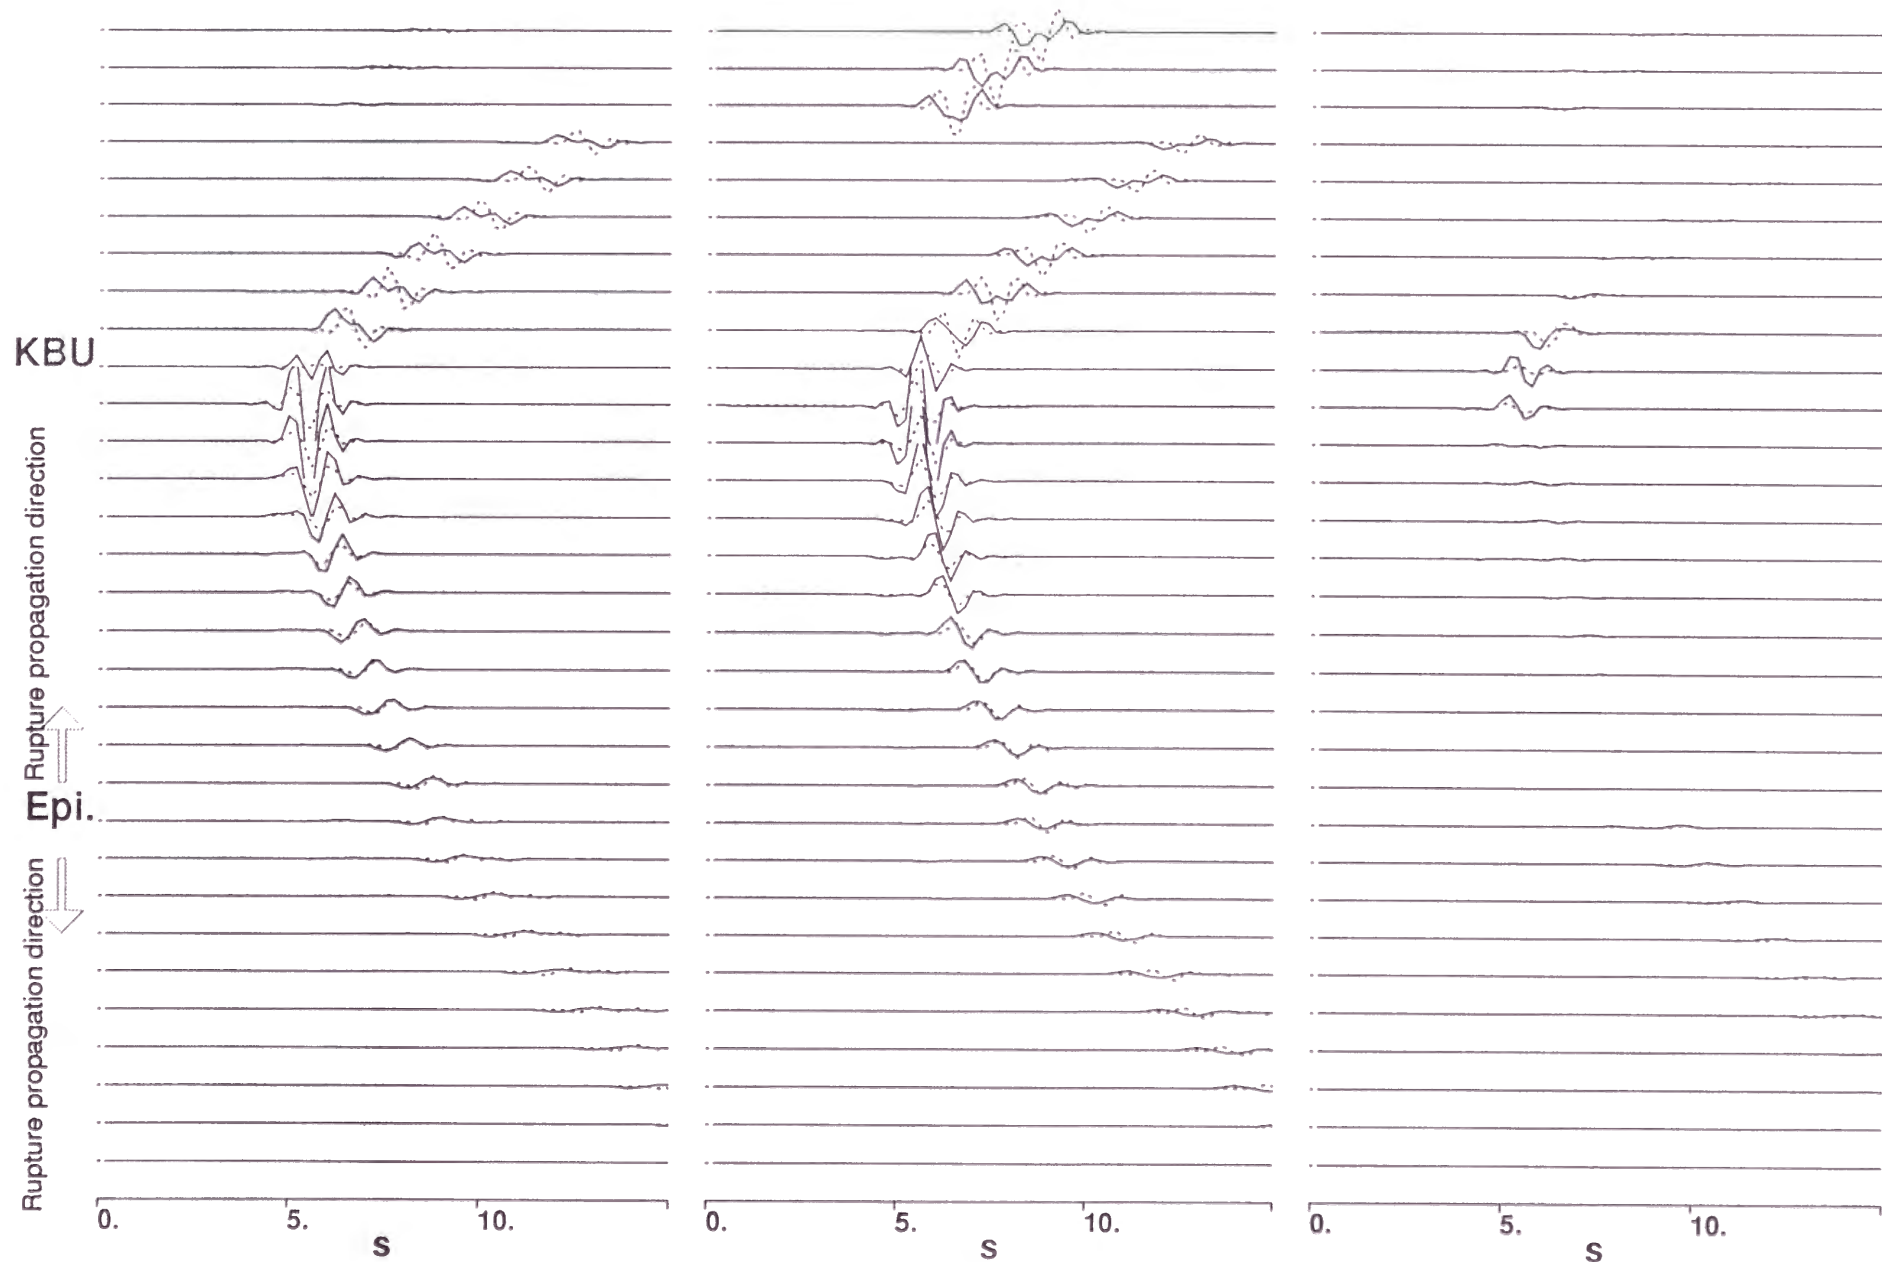 KBU
Rupture propagation direction
Epi.
Rupture propagation direction
0. 5. 10.
s
0. 5. 10.
s
0. 5. 10.
s